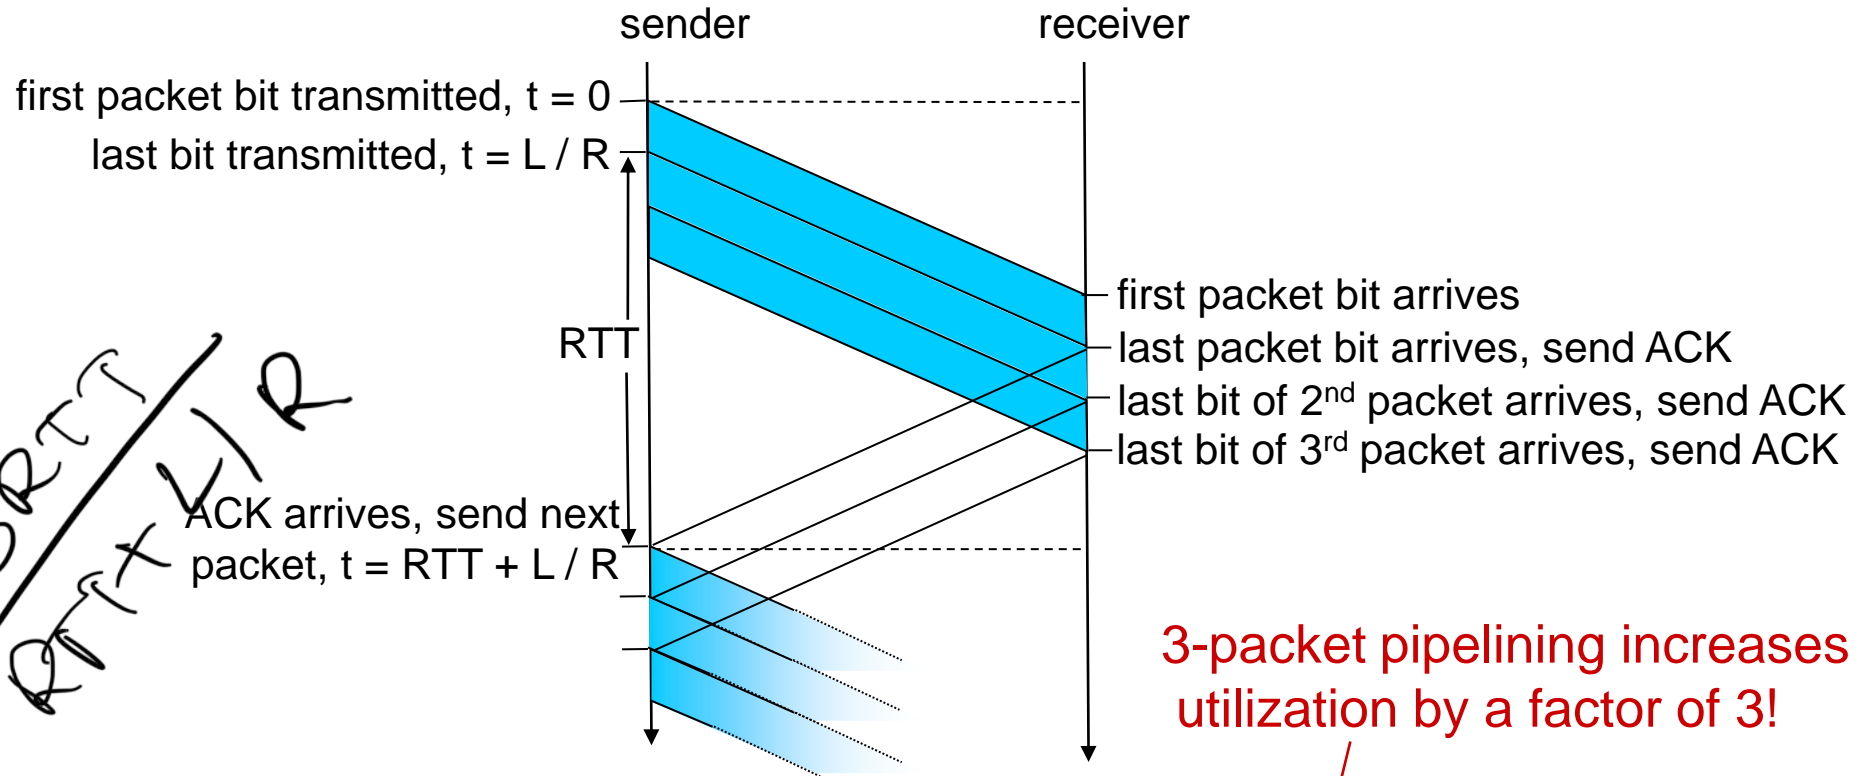 sender
receiver
first packet bit transmitted, t = 0
last bit transmitted, t = L / R
first packet bit arrives
RTT
last packet bit arrives, send ACK
last bit of 2nd packet arrives, send ACK
last bit of 3rd packet arrives, send ACK
RTT
RTT + L/R
ACK arrives, send next
packet, t = RTT + L / R
3-packet pipelining increases
utilization by a factor of 3!